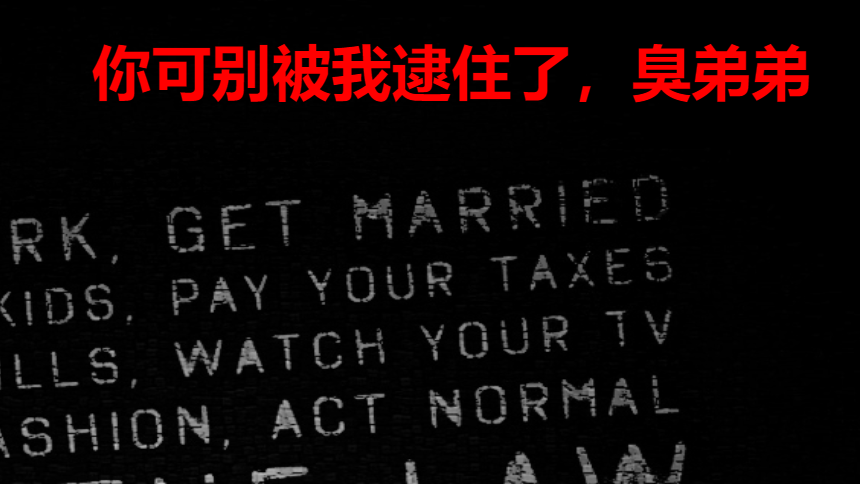 你可别被我逮住了，臭弟弟
RK, GET MARRIED
KIDS, PAY YOUR TAXES
ILLS, WATCH YOUR TV
ASHION, ACT NORMAL
LAW